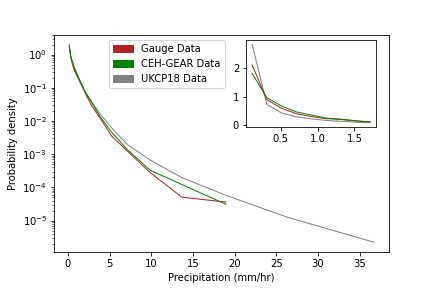 Gauge Data
CEH-GEAR Data
UKCP18 Data
Probability density
10⁰
10⁻¹
10⁻²
10⁻³
10⁻⁴
10⁻⁵
0 5 10 15 20 25 30 35
Precipitation (mm/hr)
2
1
0
0.5 1.0 1.5